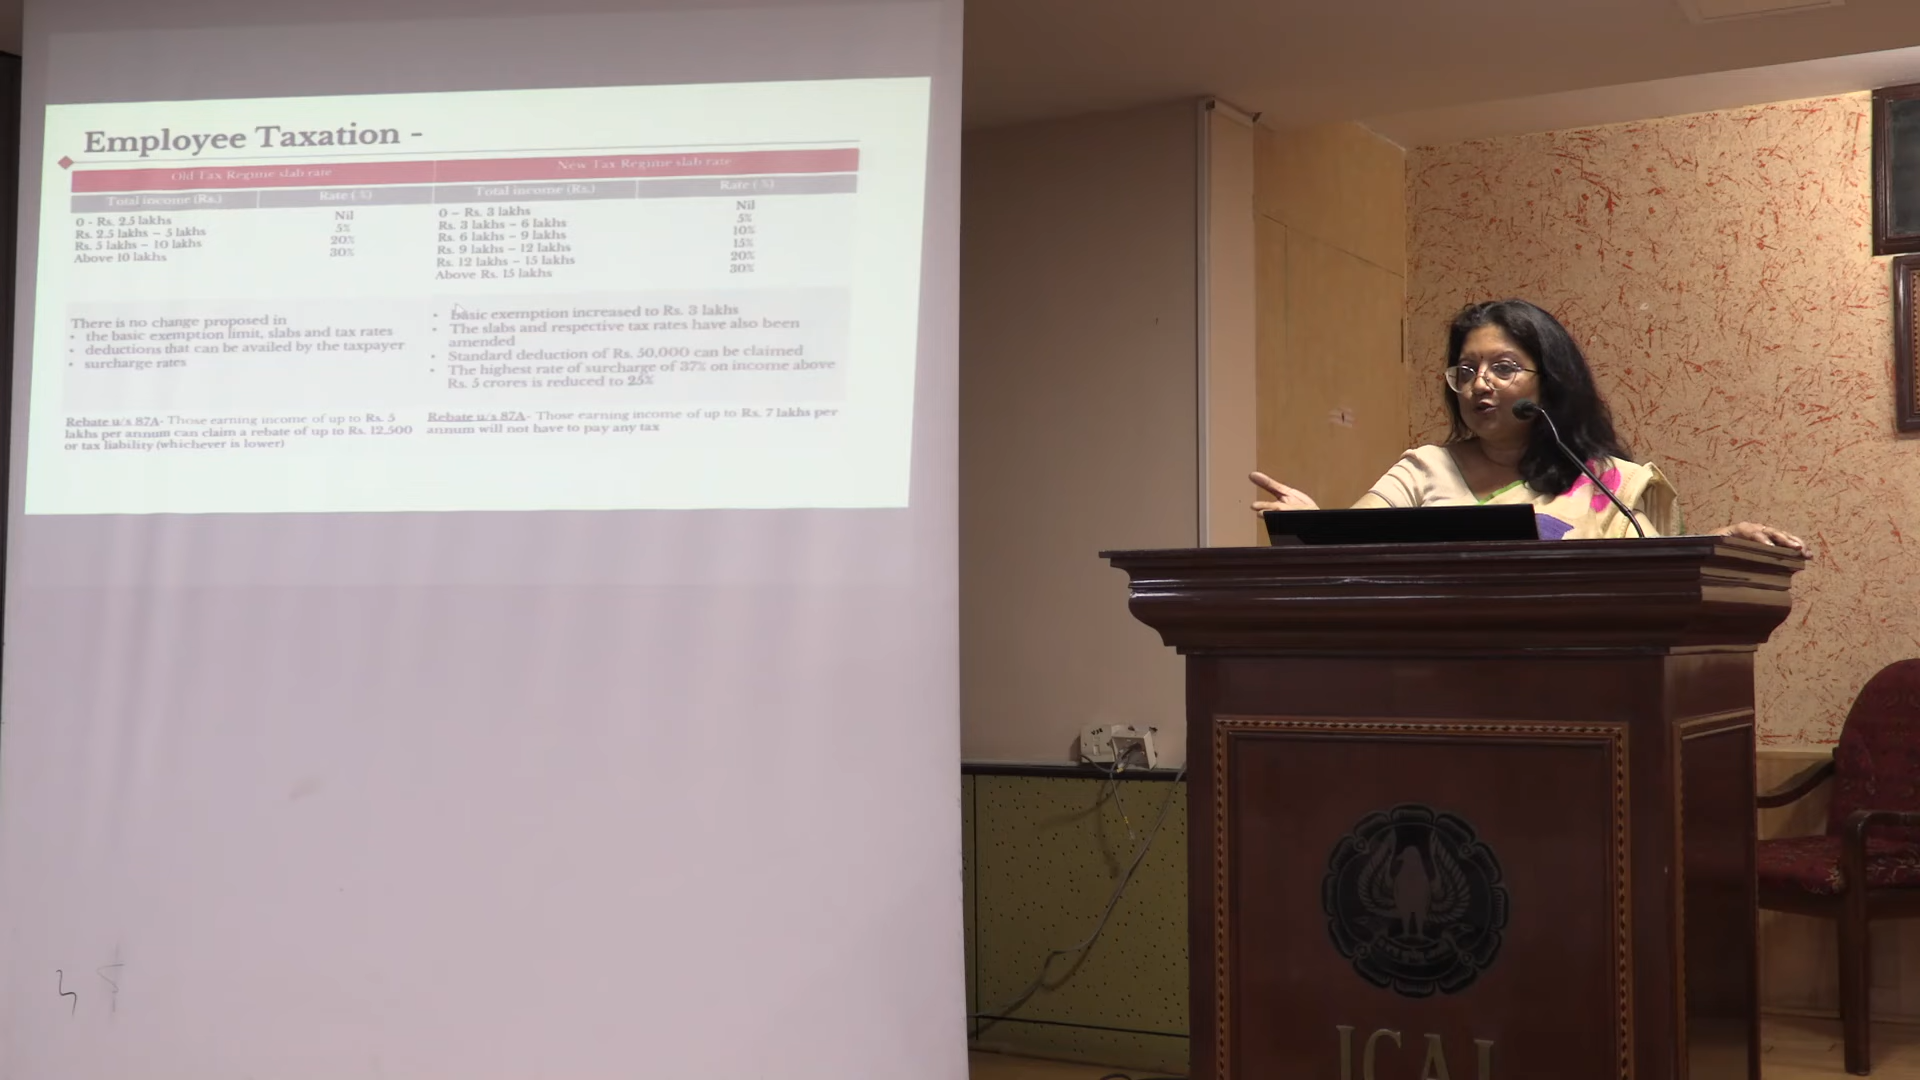 Employee Taxation -
Old Tax Regime slab rate
New Tax Regime slab rate
Total income (Rs.) Rate ( %)
Total income (Rs.) Rate ( %)
0 - Rs. 2.5 lakhs Nil
Rs. 2.5 lakhs – 5 lakhs 5%
Rs. 5 lakhs – 10 lakhs 20%
Above 10 lakhs 30%
0 – Rs. 3 lakhs Nil
Rs. 3 lakhs – 6 lakhs 5%
Rs. 6 lakhs – 9 lakhs 10%
Rs. 9 lakhs – 12 lakhs 15%
Rs. 12 lakhs – 15 lakhs 20%
Above Rs. 15 lakhs 30%
There is no change proposed in
• the basic exemption limit, slabs and tax rates
• deductions that can be availed by the taxpayer
• surcharge rates
• Basic exemption increased to Rs. 3 lakhs
• The slabs and respective tax rates have also been
amended
• Standard deduction of Rs. 50,000 can be claimed
• The highest rate of surcharge of 37% on income above
Rs. 5 crores is reduced to 25%
Rebate u/s 87A- Those earning income of up to Rs. 5
lakhs per annum can claim a rebate of up to Rs. 12,500
or tax liability (whichever is lower)
Rebate u/s 87A- Those earning income of up to Rs. 7 lakhs per
annum will not have to pay any tax
ICAI